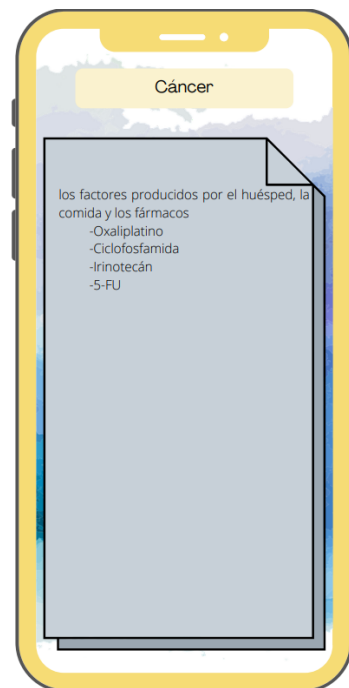 Cáncer
los factores producidos por el huésped, la
comida y los fármacos
-Oxaliplatino
-Ciclofosfamida
-Irinotecán
-5-FU